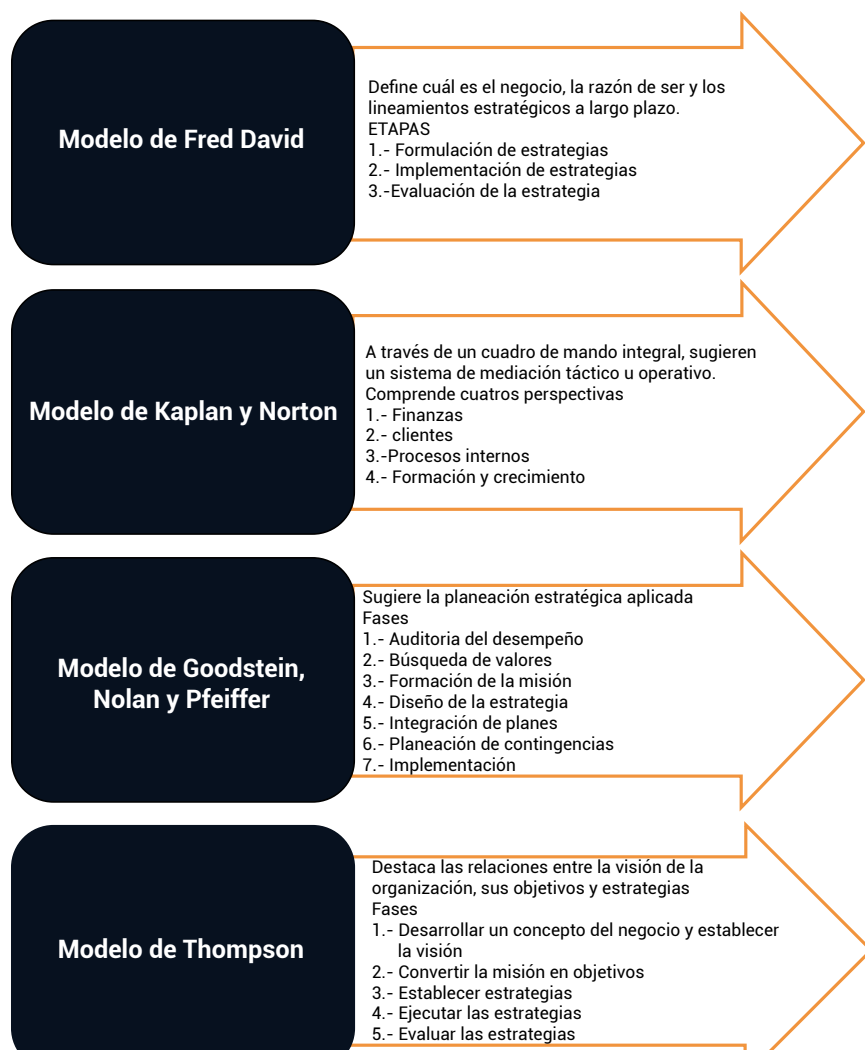 Modelo de Fred David
Define cuál es el negocio, la razón de ser y los
lineamientos estratégicos a largo plazo.
ETAPAS
1.- Formulación de estrategias
2.- Implementación de estrategias
3.-Evaluación de la estrategia
Modelo de Kaplan y Norton
A través de un cuadro de mando integral, sugieren
un sistema de mediación táctico u operativo.
Comprende cuatros perspectivas
1.- Finanzas
2.- clientes
3.-Procesos internos
4.- Formación y crecimiento
Modelo de Goodstein,
Nolan y Pfeiffer
Sugiere la planeación estratégica aplicada
Fases
1.- Auditoria del desempeño
2.- Búsqueda de valores
3.- Formación de la misión
4.- Diseño de la estrategia
5.- Integración de planes
6.- Planeación de contingencias
7.- Implementación
Modelo de Thompson
Destaca las relaciones entre la visión de la
organización, sus objetivos y estrategias
Fases
1.- Desarrollar un concepto del negocio y establecer
la visión
2.- Convertir la misión en objetivos
3.- Establecer estrategias
4.- Ejecutar las estrategias
5.- Evaluar las estrategias